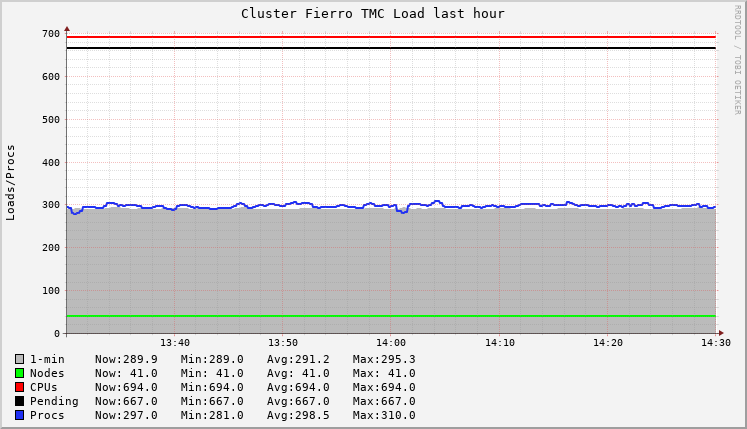 Cluster Fierro TMC Load last hour
RRDTOOL / TOBI OETIKER
Loads/Procs
700
600
500
400
300
200
100
0
13:40 13:50 14:00 14:10 14:20 14:30
1-min Now:289.9 Min:289.0 Avg:291.2 Max:295.3
Nodes Now: 41.0 Min: 41.0 Avg: 41.0 Max: 41.0
CPUs Now:694.0 Min:694.0 Avg:694.0 Max:694.0
Pending Now:667.0 Min:667.0 Avg:667.0 Max:667.0
Procs Now:297.0 Min:281.0 Avg:298.5 Max:310.0